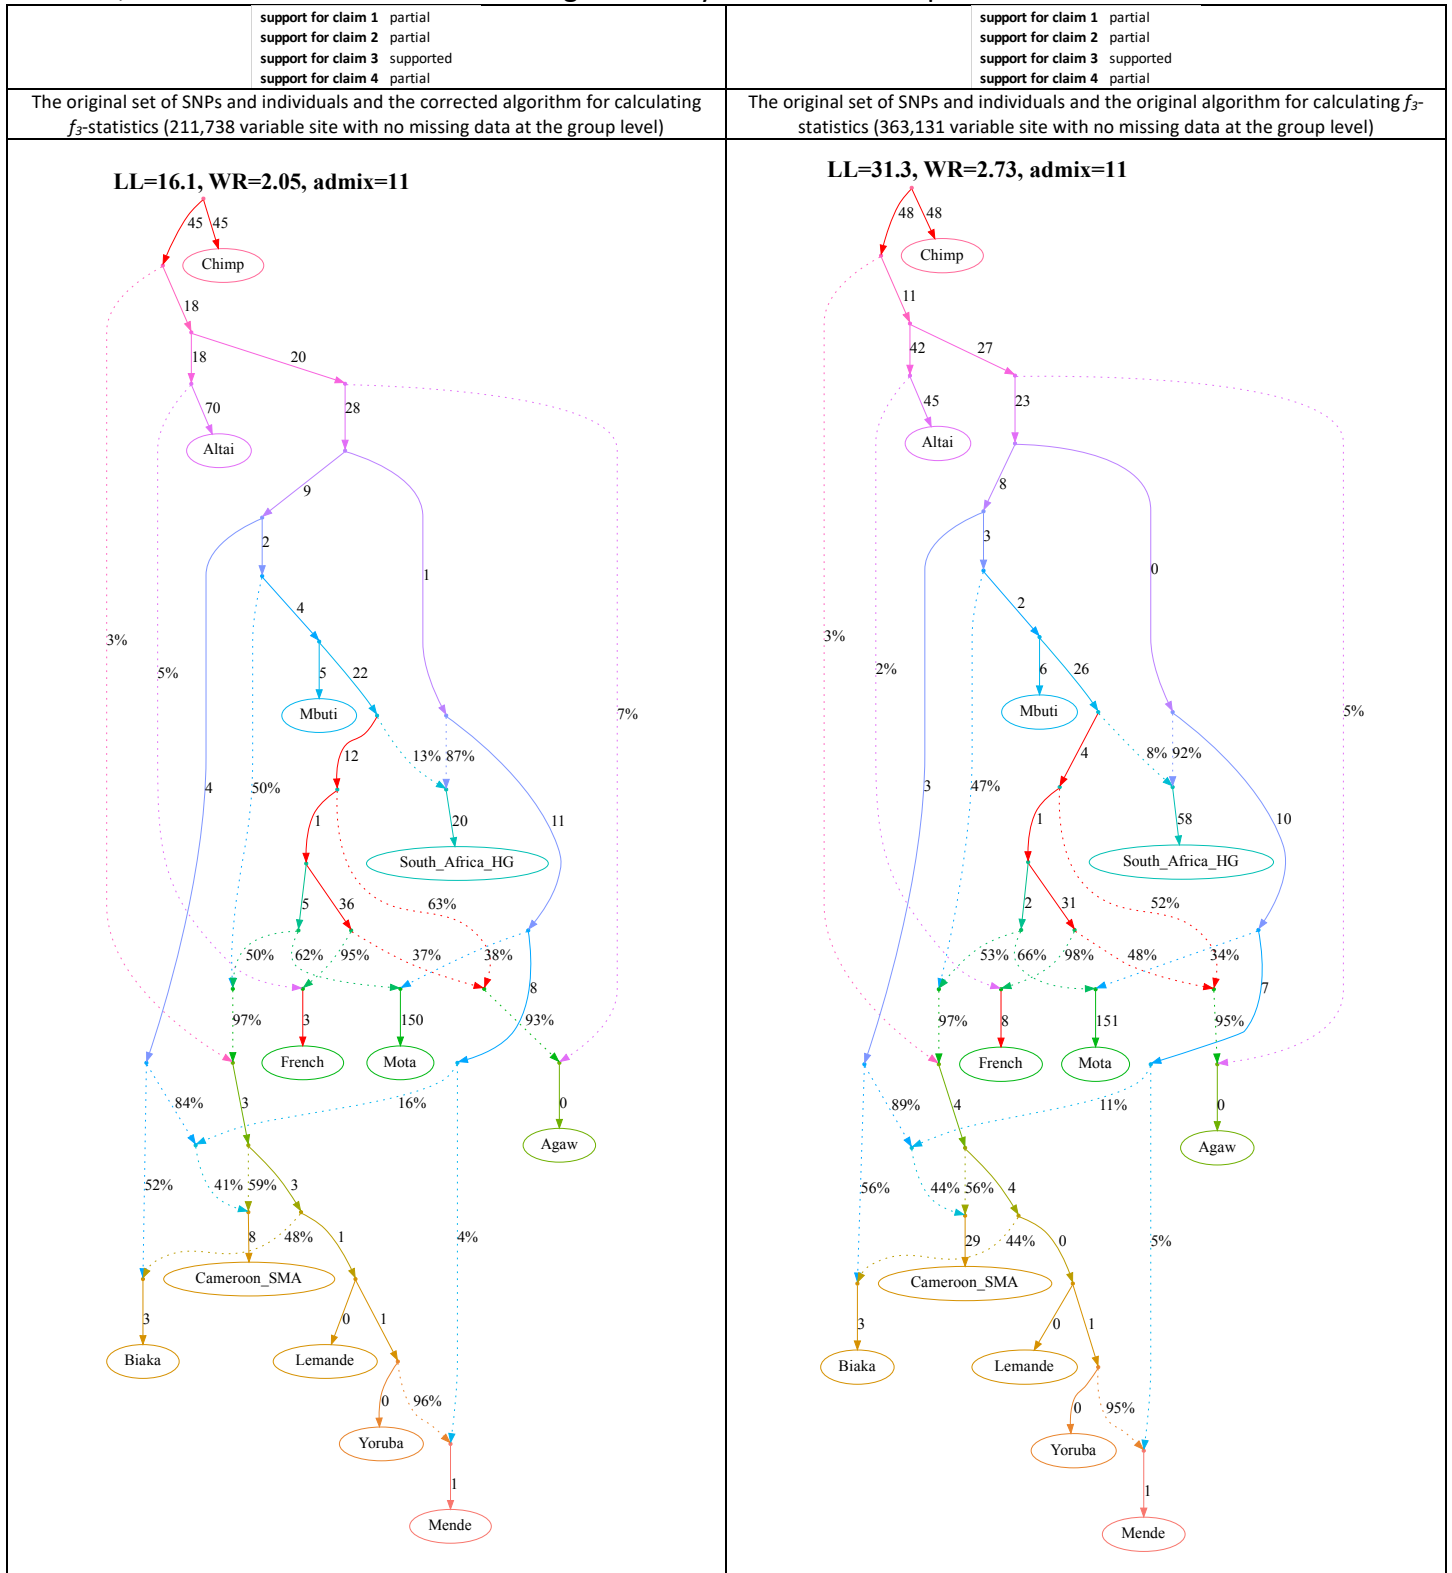 support for claim 1 partial
support for claim 2 partial
support for claim 3 supported
support for claim 4 partial
The original set of SNPs and individuals and the corrected algorithm for calculating
f3-statistics (211,738 variable site with no missing data at the group level)
LL=16.1, WR=2.05, admix=11
45 45
Chimp
18
18 20
70 28
Altai
9
2
1
4
3%
5% 5 22
Mbuti 7%
12 13% 87%
4 50%
1 20 11
South_Africa_HG
5 36 63%
50% 62% 95% 37% 38%
8
97% 3 150 93%
French Mota
84% 3 16% 0
Agaw
52% 41% 59% 3
8 48% 1 4%
Cameroon_SMA
3 0 1
Biaka Lemande
0 96%
Yoruba
1
Mende
support for claim 1 partial
support for claim 2 partial
support for claim 3 supported
support for claim 4 partial
The original set of SNPs and individuals and the original algorithm for calculating f3-
statistics (363,131 variable site with no missing data at the group level)
LL=31.3, WR=2.73, admix=11
48 48
Chimp
11
42 27
45 23
Altai
8
3
0
2
3%
2% 6 26
Mbuti 5%
4 8% 92%
3 47%
1 58 10
South_Africa_HG
2 31 52%
53% 66% 98% 48% 34%
7
97% 8 151 95%
French Mota
89% 4 11% 0
Agaw
56% 44% 56% 4
29 44% 0 5%
Cameroon_SMA
3 0 1
Biaka Lemande
0 95%
Yoruba
1
Mende